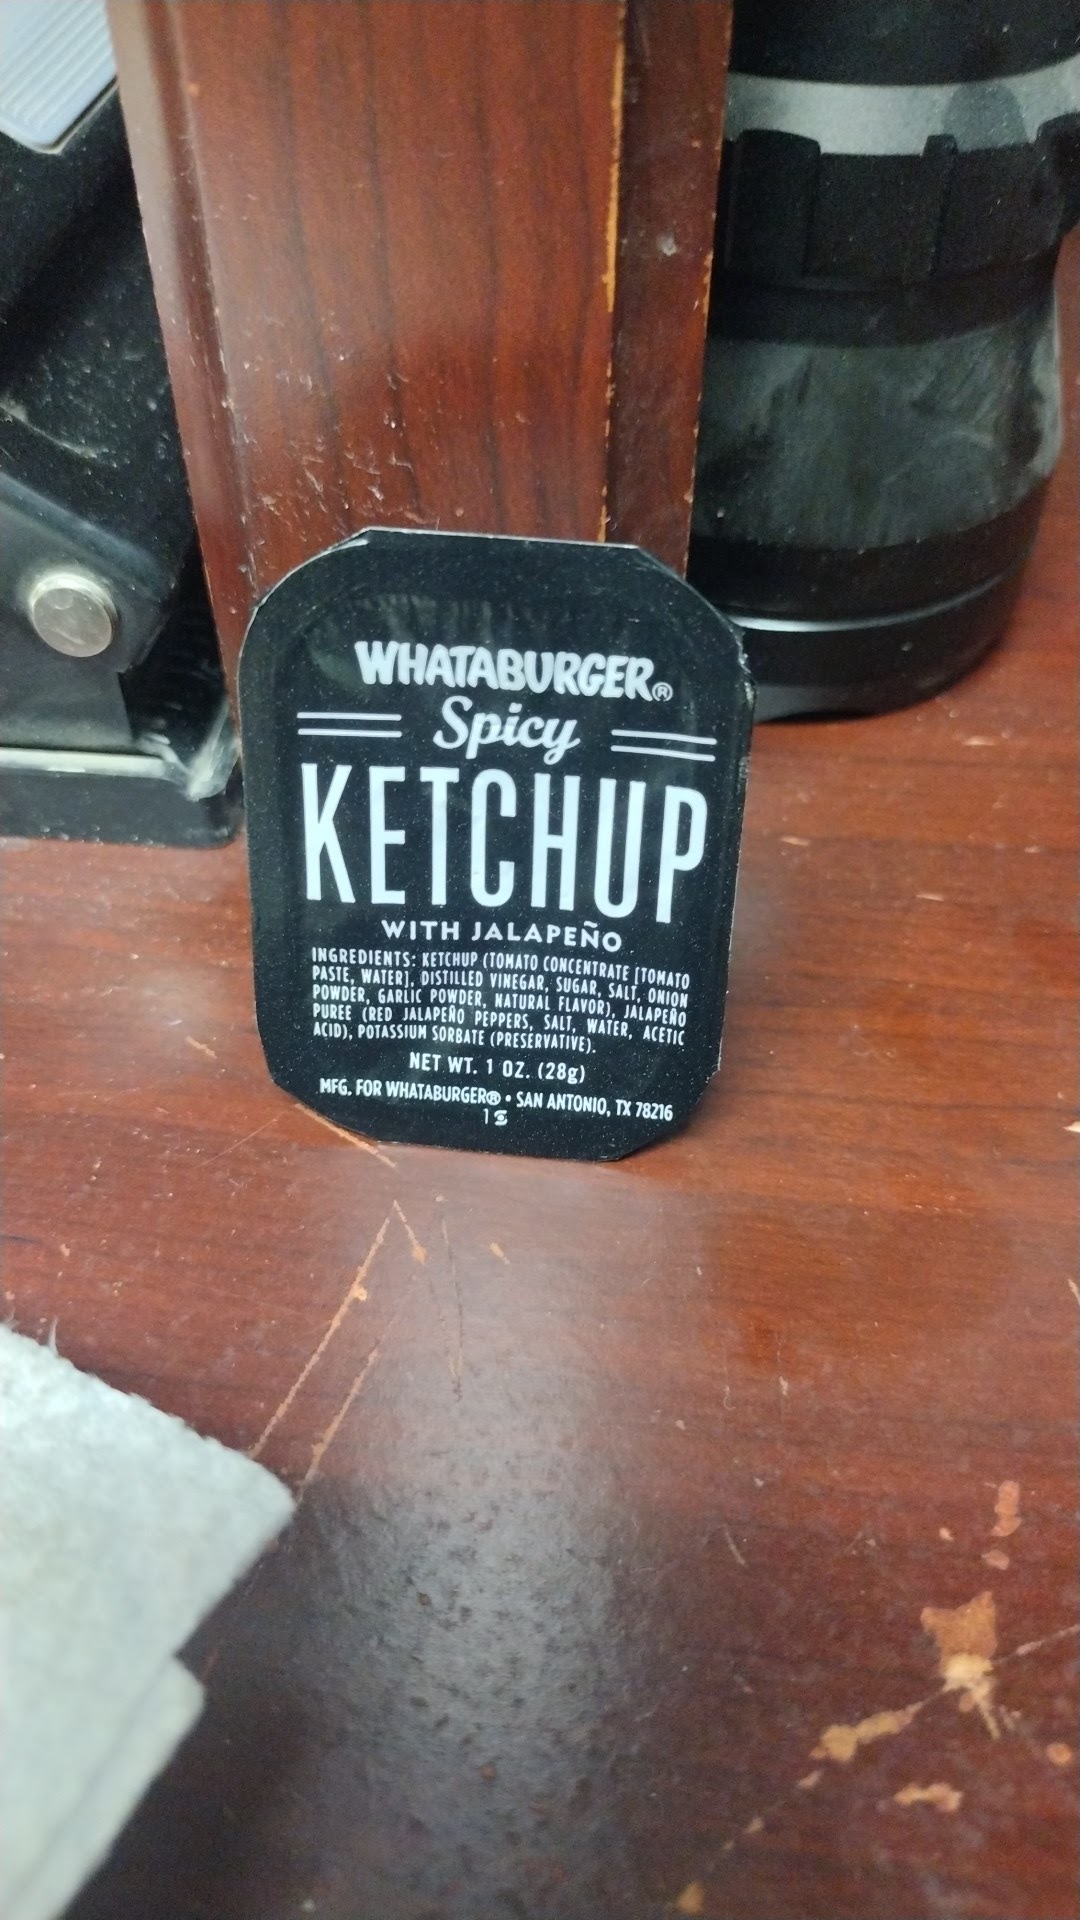 WHATABURGER®
Spicy
KETCHUP
WITH JALAPEÑO
INGREDIENTS: KETCHUP (TOMATO CONCENTRATE [TOMATO
PASTE, WATER], DISTILLED VINEGAR, SUGAR, SALT, ONION
POWDER, GARLIC POWDER, NATURAL FLAVOR), JALAPEÑO
PUREE (RED JALAPEÑO PEPPERS, SALT, WATER, ACETIC
ACID), POTASSIUM SORBATE (PRESERVATIVE).
NET WT. 1 OZ. (28g)
MFG. FOR WHATABURGER® • SAN ANTONIO, TX 78216
1